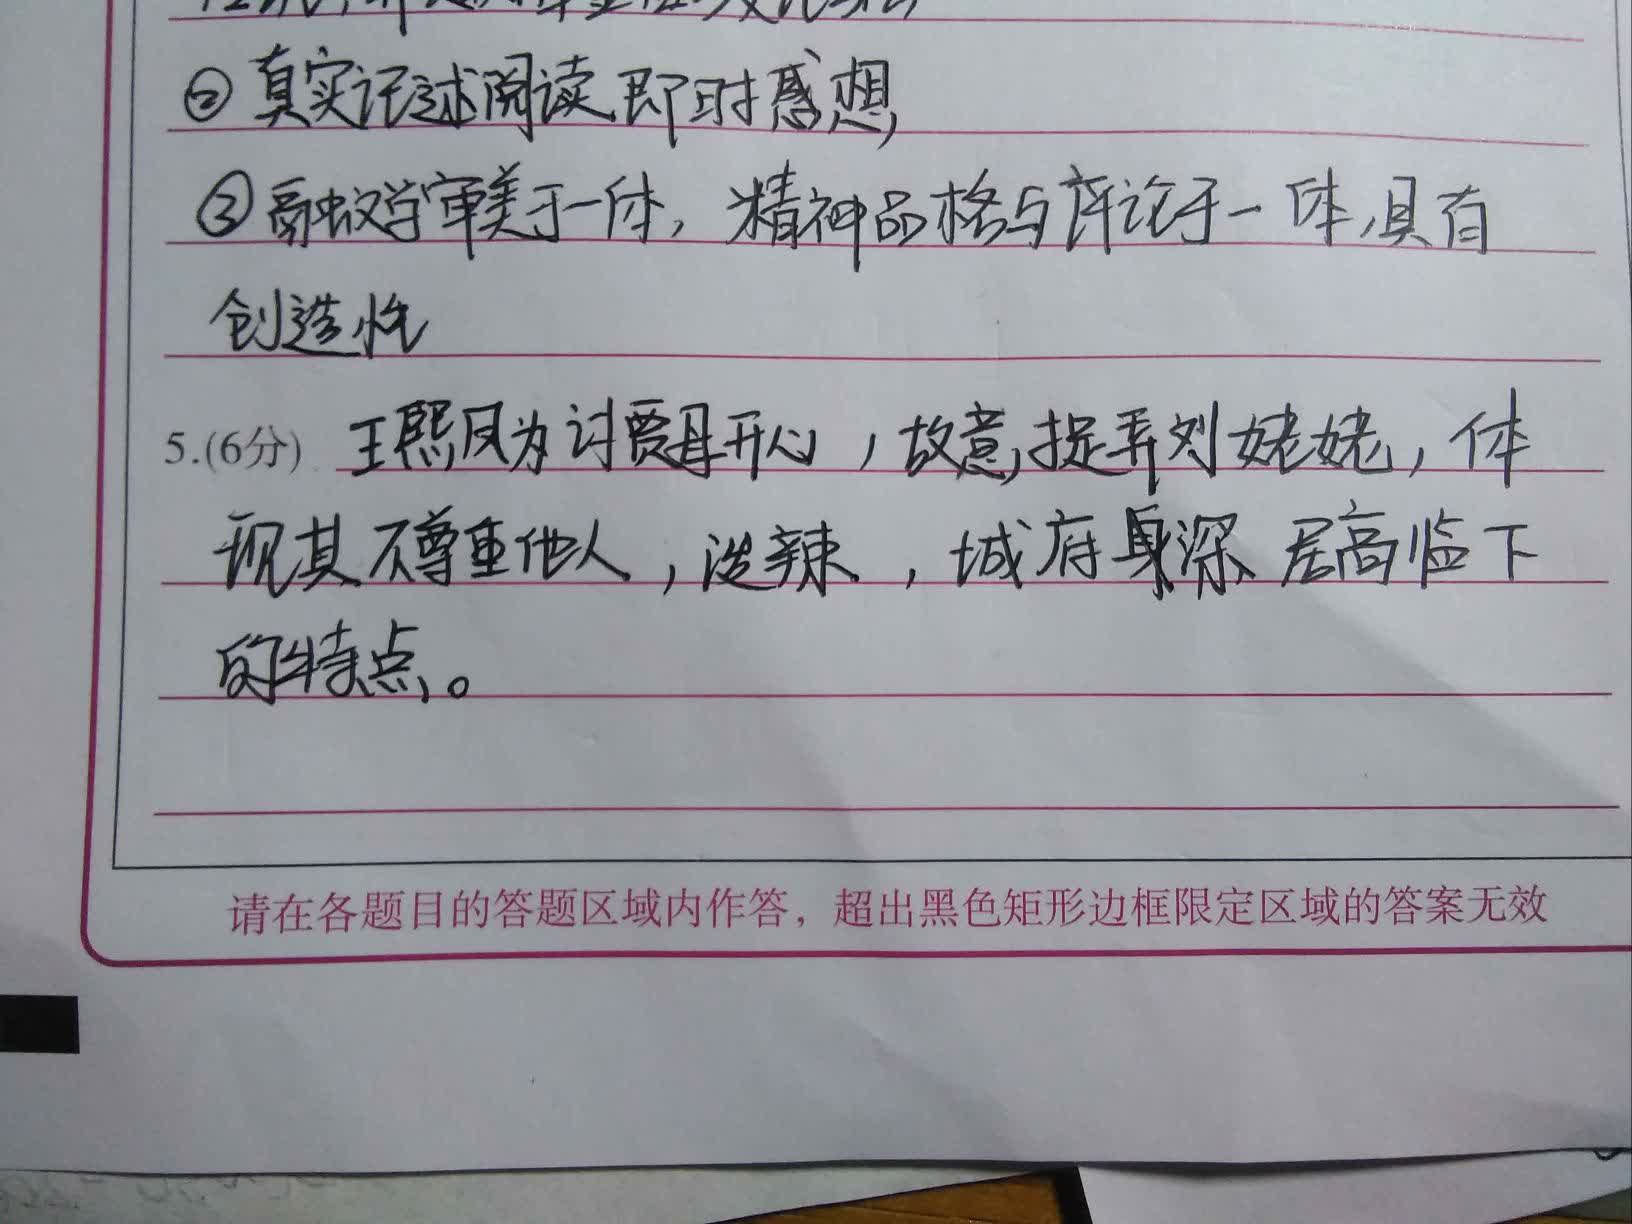 ②真实记述阅读即时感想
③融文学审美于一体，精神品格与评论于一体,具有
创造性
5.(6分) 王熙凤为讨贾母开心，故意捉弄刘姥姥，体
现其不尊重他人，泼辣，城府深 居高临下
的特点。
请在各题目的答题区域内作答，超出黑色矩形边框限定区域的答案无效